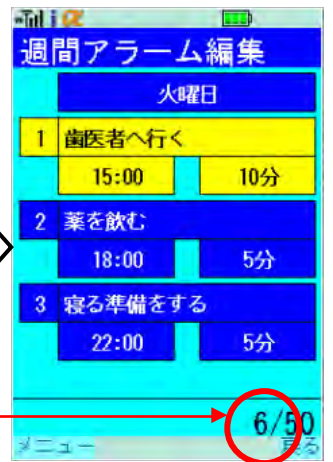 週間アラーム編集
火曜日
1 歯医者へ行く
15:00 10分
2 薬を飲む
18:00 5分
3 寝る準備をする
22:00 5分
6/50
メニュー 戻る